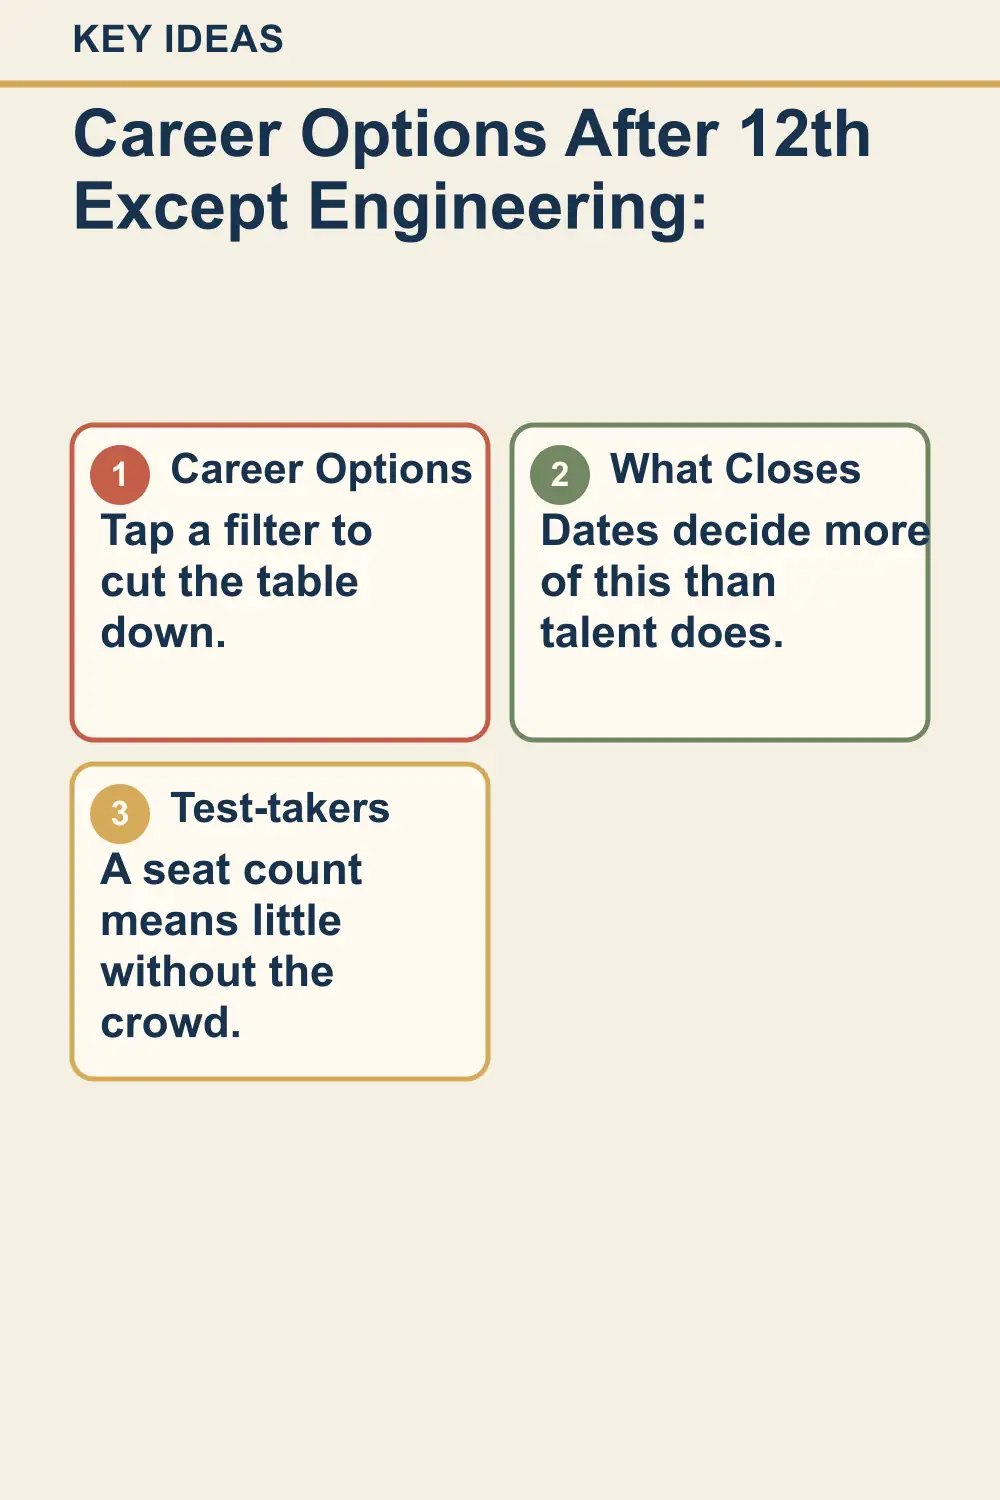 KEY IDEAS
Career Options After 12th
Except Engineering:
1 Career Options
Tap a filter to
cut the table
down.
2 What Closes
Dates decide more
of this than
talent does.
3 Test-takers
A seat count
means little
without the
crowd.